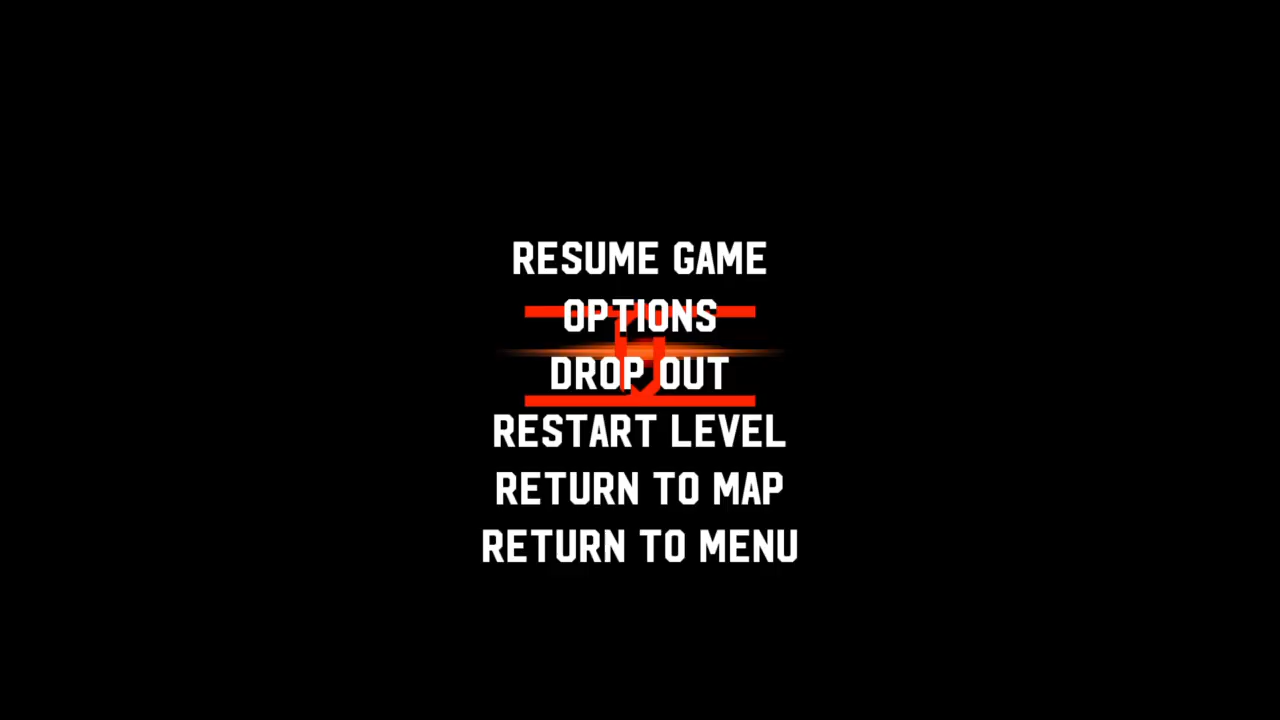 RESUME GAME
OPTIONS
DROP OUT
RESTART LEVEL
RETURN TO MAP
RETURN TO MENU